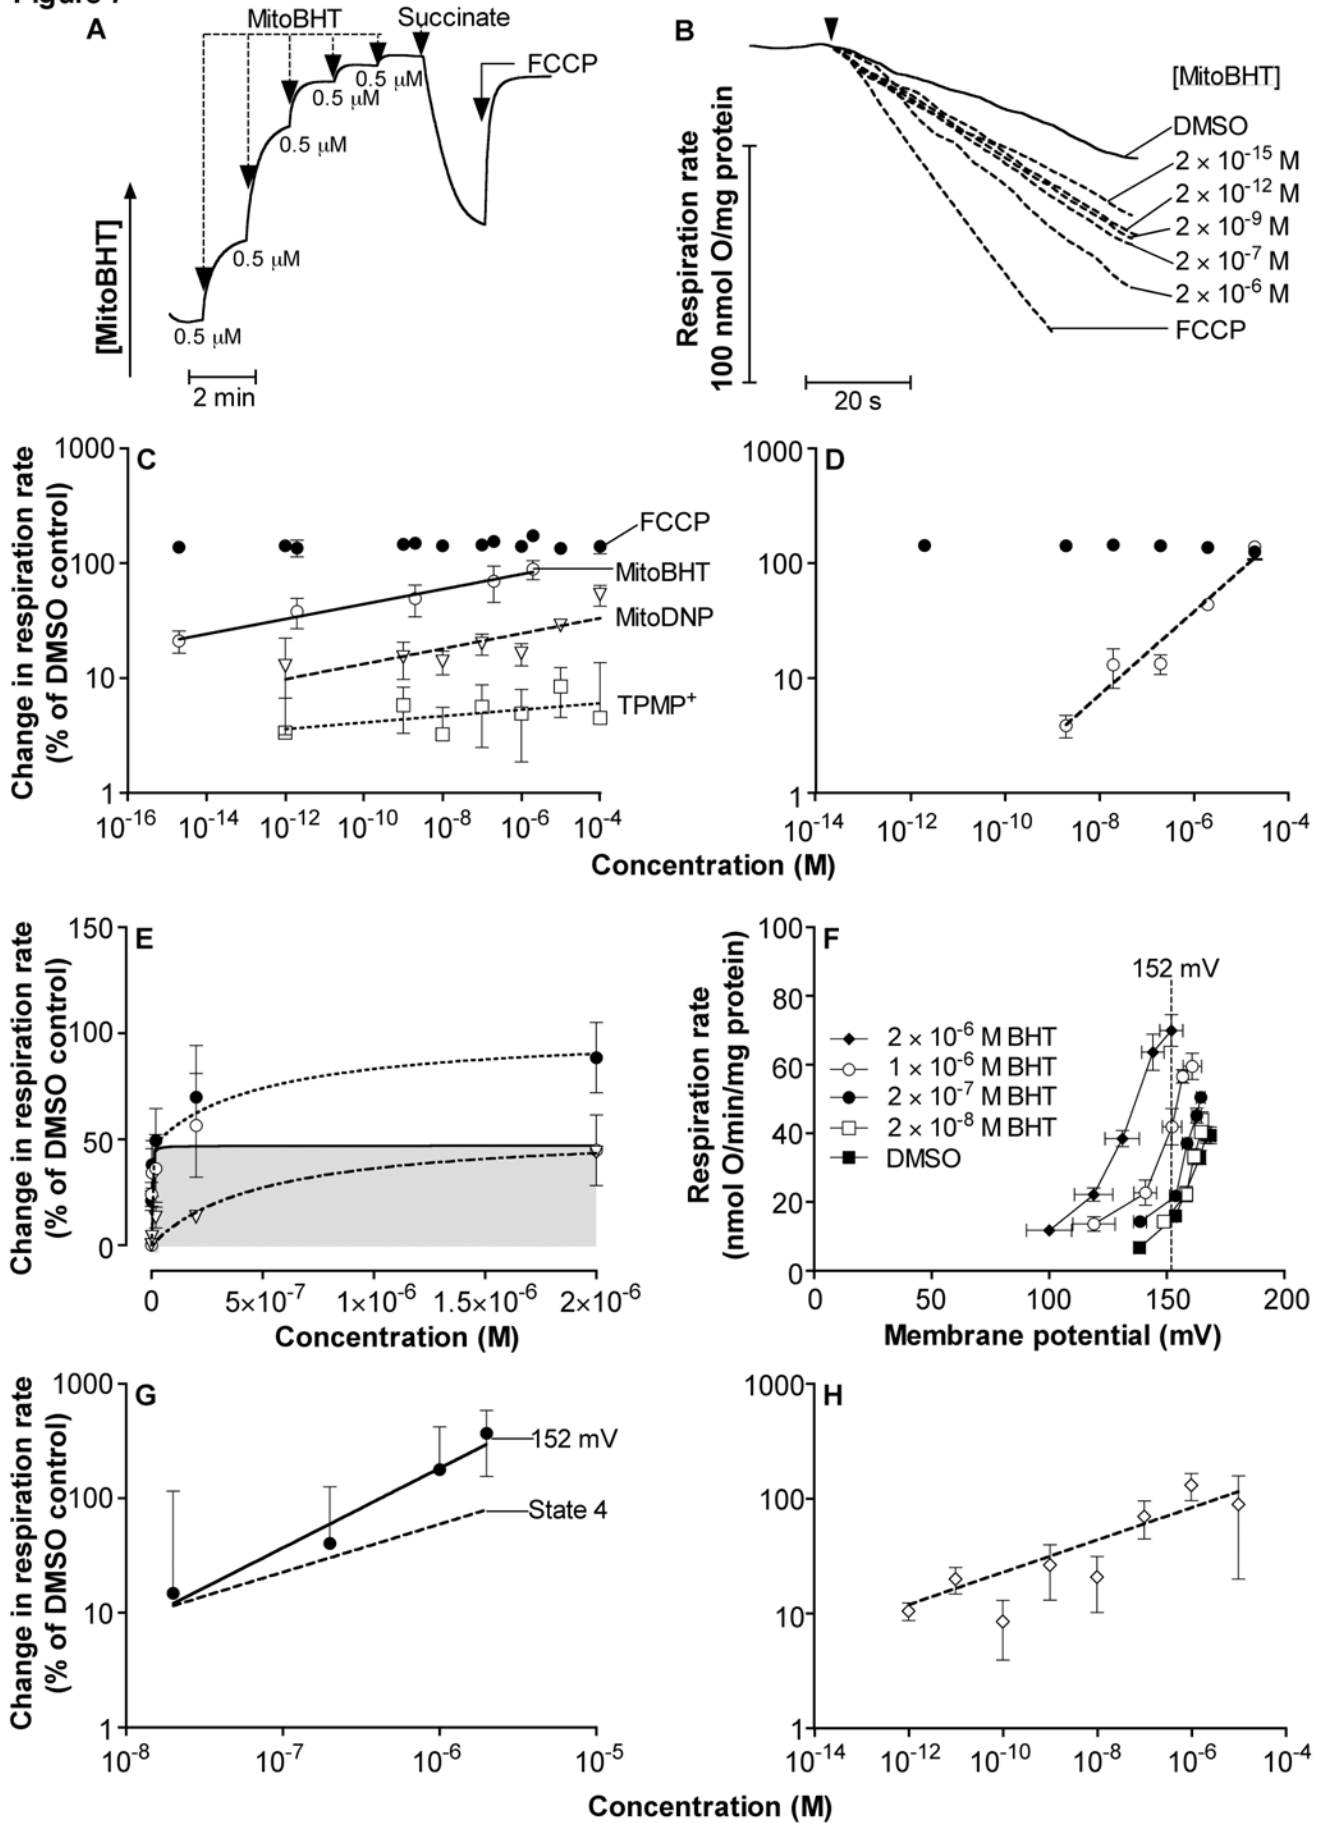 A
MitoBHT
Succinate
FCCP
0.5 μM
0.5 μM
0.5 μM
0.5 μM
0.5 μM
[MitoBHT]
2 min
B
[MitoBHT]
DMSO
2 × 10-15 M
2 × 10-12 M
2 × 10-9 M
2 × 10-7 M
2 × 10-6 M
FCCP
Respiration rate
100 nmol O/mg protein
20 s
C
Change in respiration rate
(% of DMSO control)
1000
100
10
1
FCCP
MitoBHT
MitoDNP
TPMP+
10-16 10-14 10-12 10-10 10-8 10-6 10-4
D
1000
100
10
1
10-14 10-12 10-10 10-8 10-6 10-4
Concentration (M)
E
Change in respiration rate
(% of DMSO control)
150
100
50
0
0 5×10-7 1×10-6 1.5×10-6 2×10-6
Concentration (M)
F
Respiration rate
(nmol O/min/mg protein)
100
80
60
40
20
0
152 mV
2 × 10-6 M BHT
1 × 10-6 M BHT
2 × 10-7 M BHT
2 × 10-8 M BHT
DMSO
0 50 100 150 200
Membrane potential (mV)
G
Change in respiration rate
(% of DMSO control)
1000
100
10
1
152 mV
State 4
10-8 10-7 10-6 10-5
H
1000
100
10
1
10-14 10-12 10-10 10-8 10-6 10-4
Concentration (M)